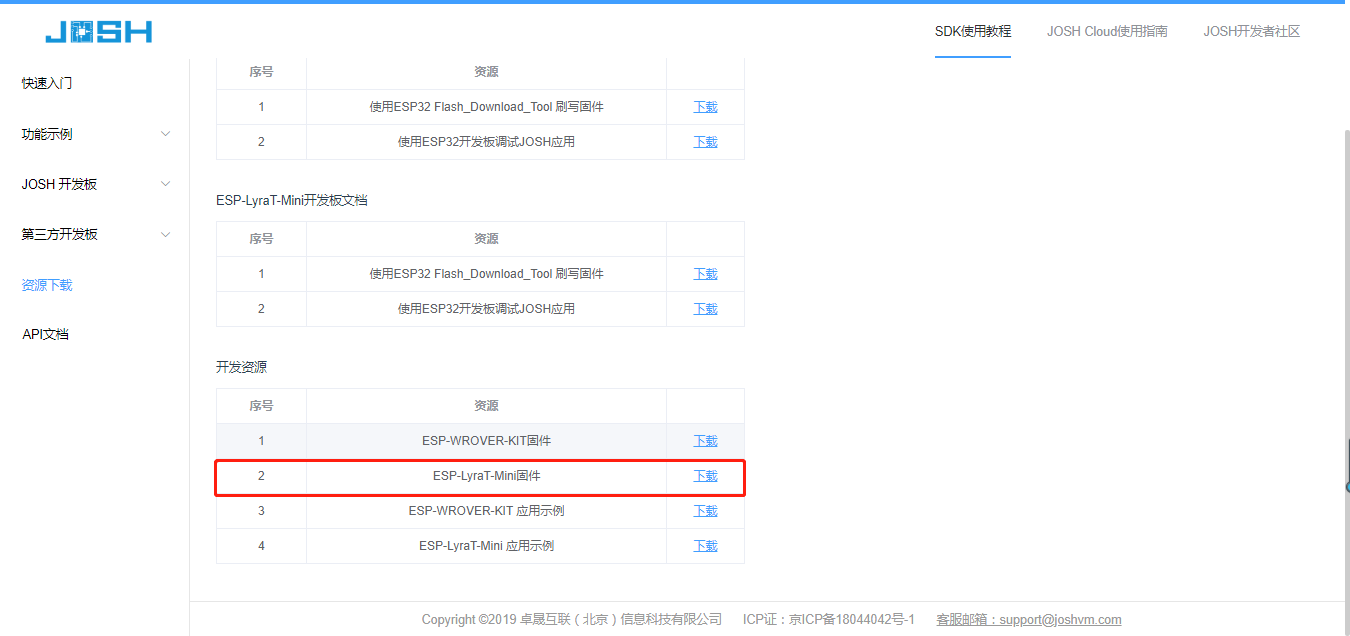 JOSH
SDK使用教程 JOSH Cloud使用指南 JOSH开发者社区
快速入门
功能示例
JOSH 开发板
第三方开发板
资源下载
API文档
序号 资源
1 使用ESP32 Flash_Download_Tool 刷写固件 下载
2 使用ESP32开发板调试JOSH应用 下载
ESP-LyraT-Mini开发板文档
序号 资源
1 使用ESP32 Flash_Download_Tool 刷写固件 下载
2 使用ESP32开发板调试JOSH应用 下载
开发资源
序号 资源
1 ESP-WROVER-KIT固件 下载
2 ESP-LyraT-Mini固件 下载
3 ESP-WROVER-KIT 应用示例 下载
4 ESP-LyraT-Mini 应用示例 下载
Copyright ©2019 卓晟互联（北京）信息科技有限公司 ICP证：京ICP备18044042号-1 客服邮箱：support@joshvm.com